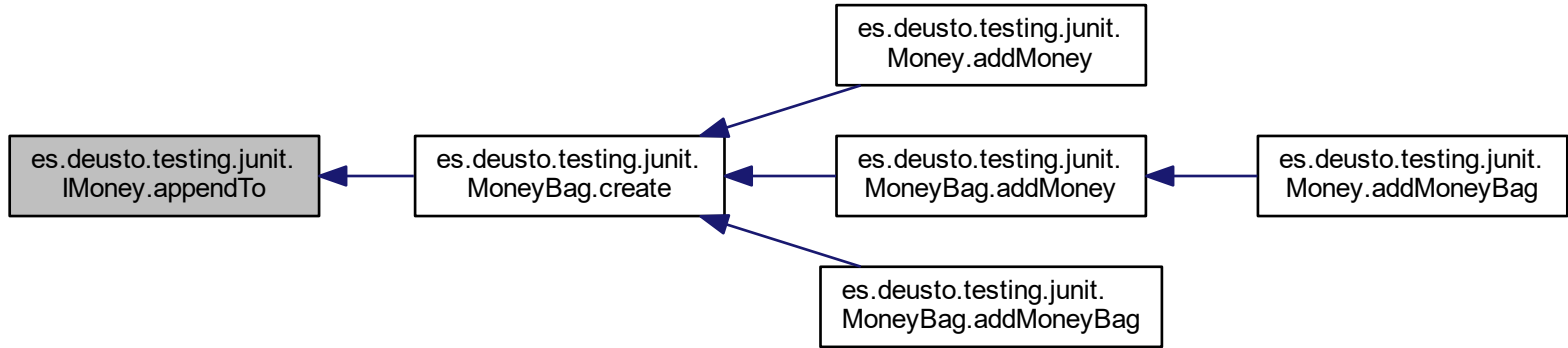 es.deusto.testing.junit.
IMoney.appendTo
es.deusto.testing.junit.
MoneyBag.create
es.deusto.testing.junit.
Money.addMoney
es.deusto.testing.junit.
MoneyBag.addMoney
es.deusto.testing.junit.
MoneyBag.addMoneyBag
es.deusto.testing.junit.
Money.addMoneyBag